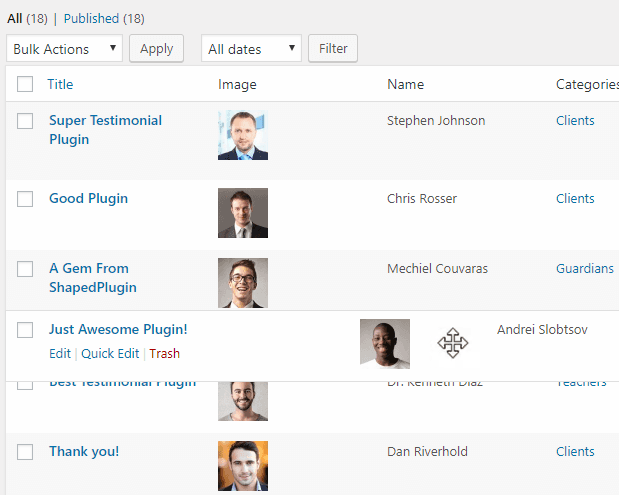 All (18) | Published (18)
Bulk Actions Apply All dates Filter
Title Image Name Categories
Super Testimonial Plugin Stephen Johnson Clients
Good Plugin Chris Rosser Clients
A Gem From ShapedPlugin Mechiel Couvaras Guardians
Just Awesome Plugin! Andrei Slobtsov
Edit | Quick Edit | Trash
Best Testimonial Plugin Dr. Kenneth Diaz Teachers
Thank you! Dan Riverhold Clients